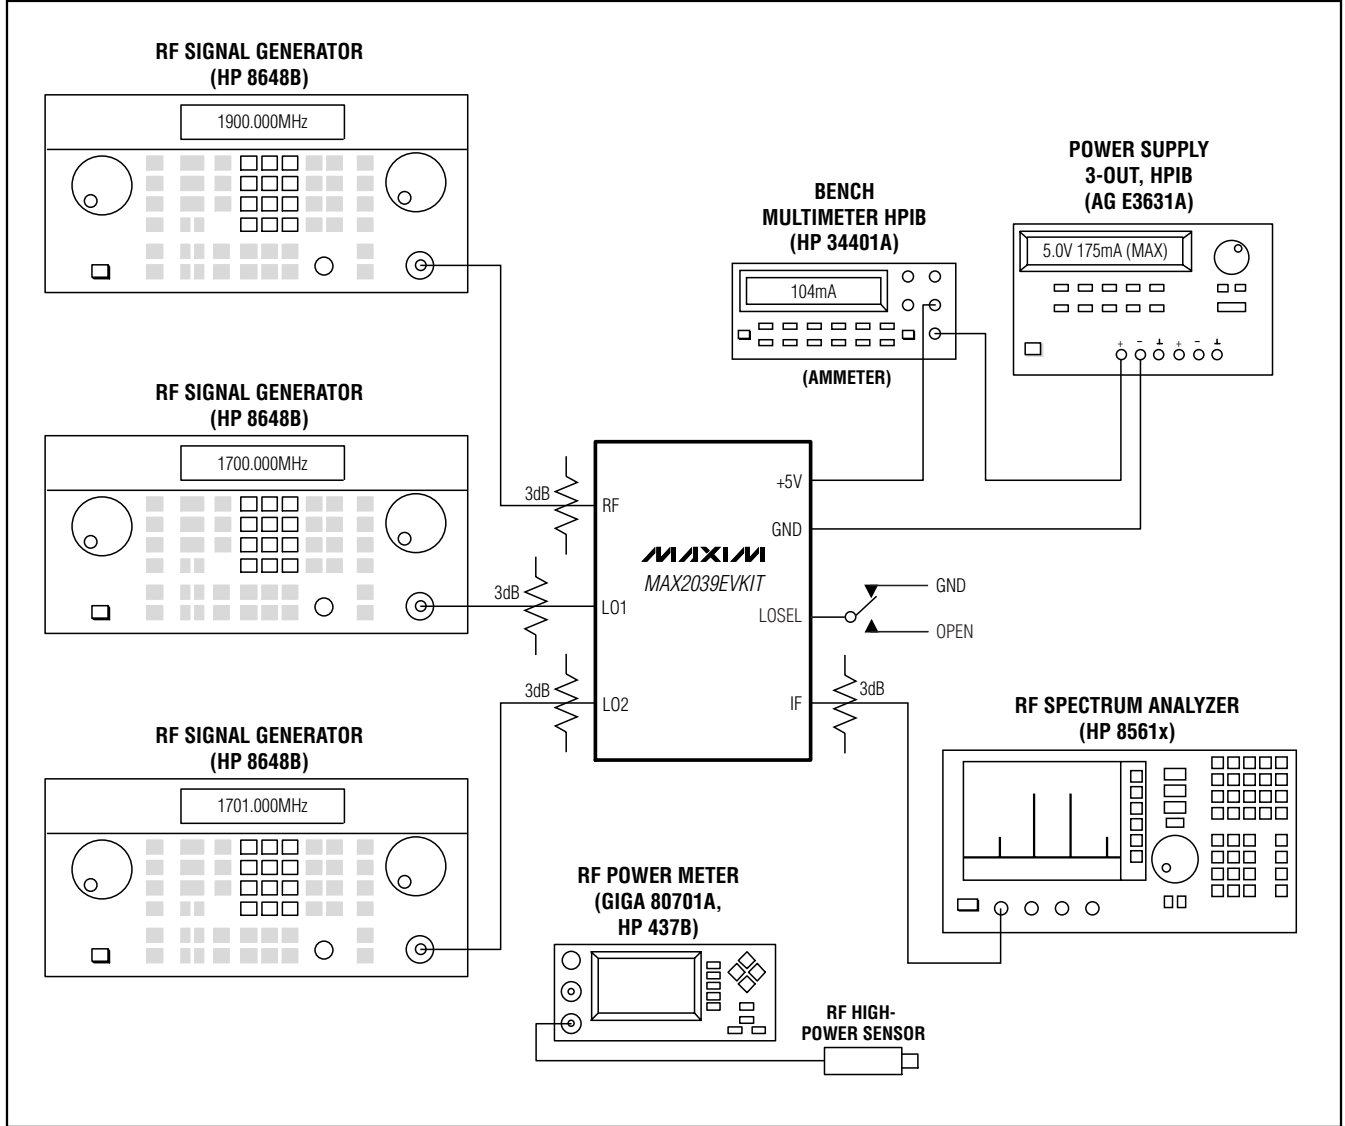 RF SIGNAL GENERATOR
(HP 8648B)
1900.000MHz
POWER SUPPLY
3-OUT, HPIB
(AG E3631A)
5.0V 175mA (MAX)
+ − ⊥ + − ⊥
BENCH
MULTIMETER HPIB
(HP 34401A)
104mA
(AMMETER)
RF SIGNAL GENERATOR
(HP 8648B)
1700.000MHz
3dB
RF
+5V
GND
MAXIM
MAX2039EVKIT
3dB
LO1
LOSEL
GND
OPEN
3dB
LO2
IF
3dB
RF SIGNAL GENERATOR
(HP 8648B)
1701.000MHz
RF SPECTRUM ANALYZER
(HP 8561x)
RF POWER METER
(GIGA 80701A,
HP 437B)
RF HIGH-
POWER SENSOR